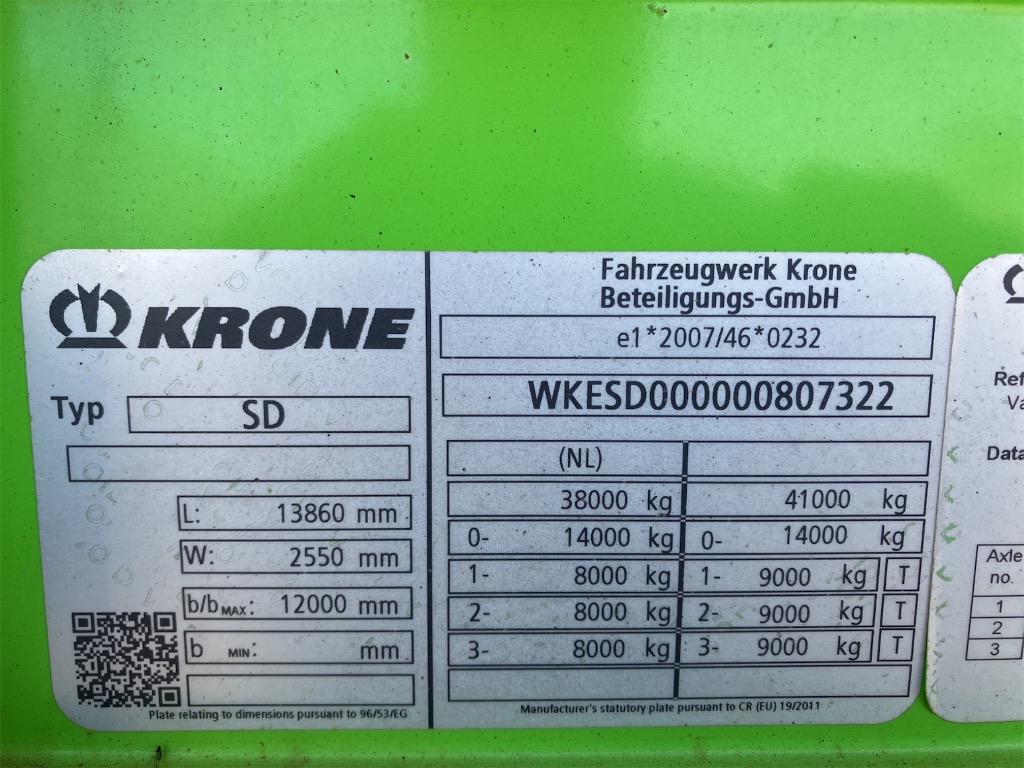 KRONE
Typ SD
L: 13860 mm
W: 2550 mm
b/b MAX: 12000 mm
b MIN: mm
Plate relating to dimensions pursuant to 96/53/EG
Fahrzeugwerk Krone
Beteiligungs-GmbH
e1*2007/46*0232
WKESD000000807322
(NL)
38000 kg 41000 kg
0- 14000 kg 0- 14000 kg
1- 8000 kg 1- 9000 kg T
2- 8000 kg 2- 9000 kg T
3- 8000 kg 3- 9000 kg T
Manufacturer's statutory plate pursuant to CR (EU) 19/2011
Data
Axle
no.
1
2
3